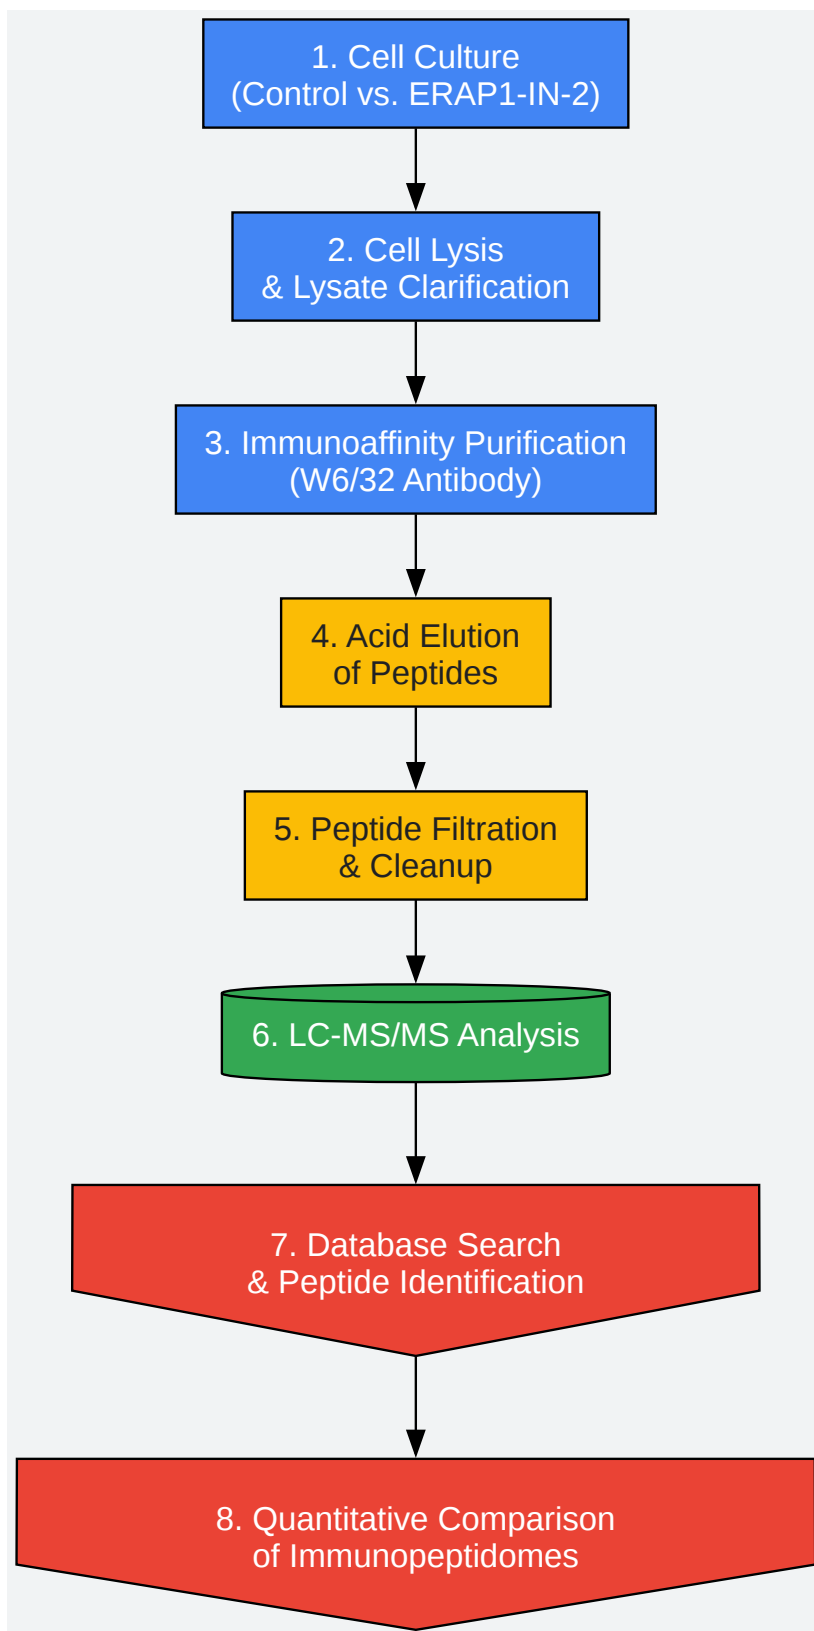 1. Cell Culture
(Control vs. ERAP1-IN-2)
2. Cell Lysis
& Lysate Clarification
3. Immunoaffinity Purification
(W6/32 Antibody)
4. Acid Elution
of Peptides
5. Peptide Filtration
& Cleanup
6. LC-MS/MS Analysis
7. Database Search
& Peptide Identification
8. Quantitative Comparison
of Immunopeptidomes